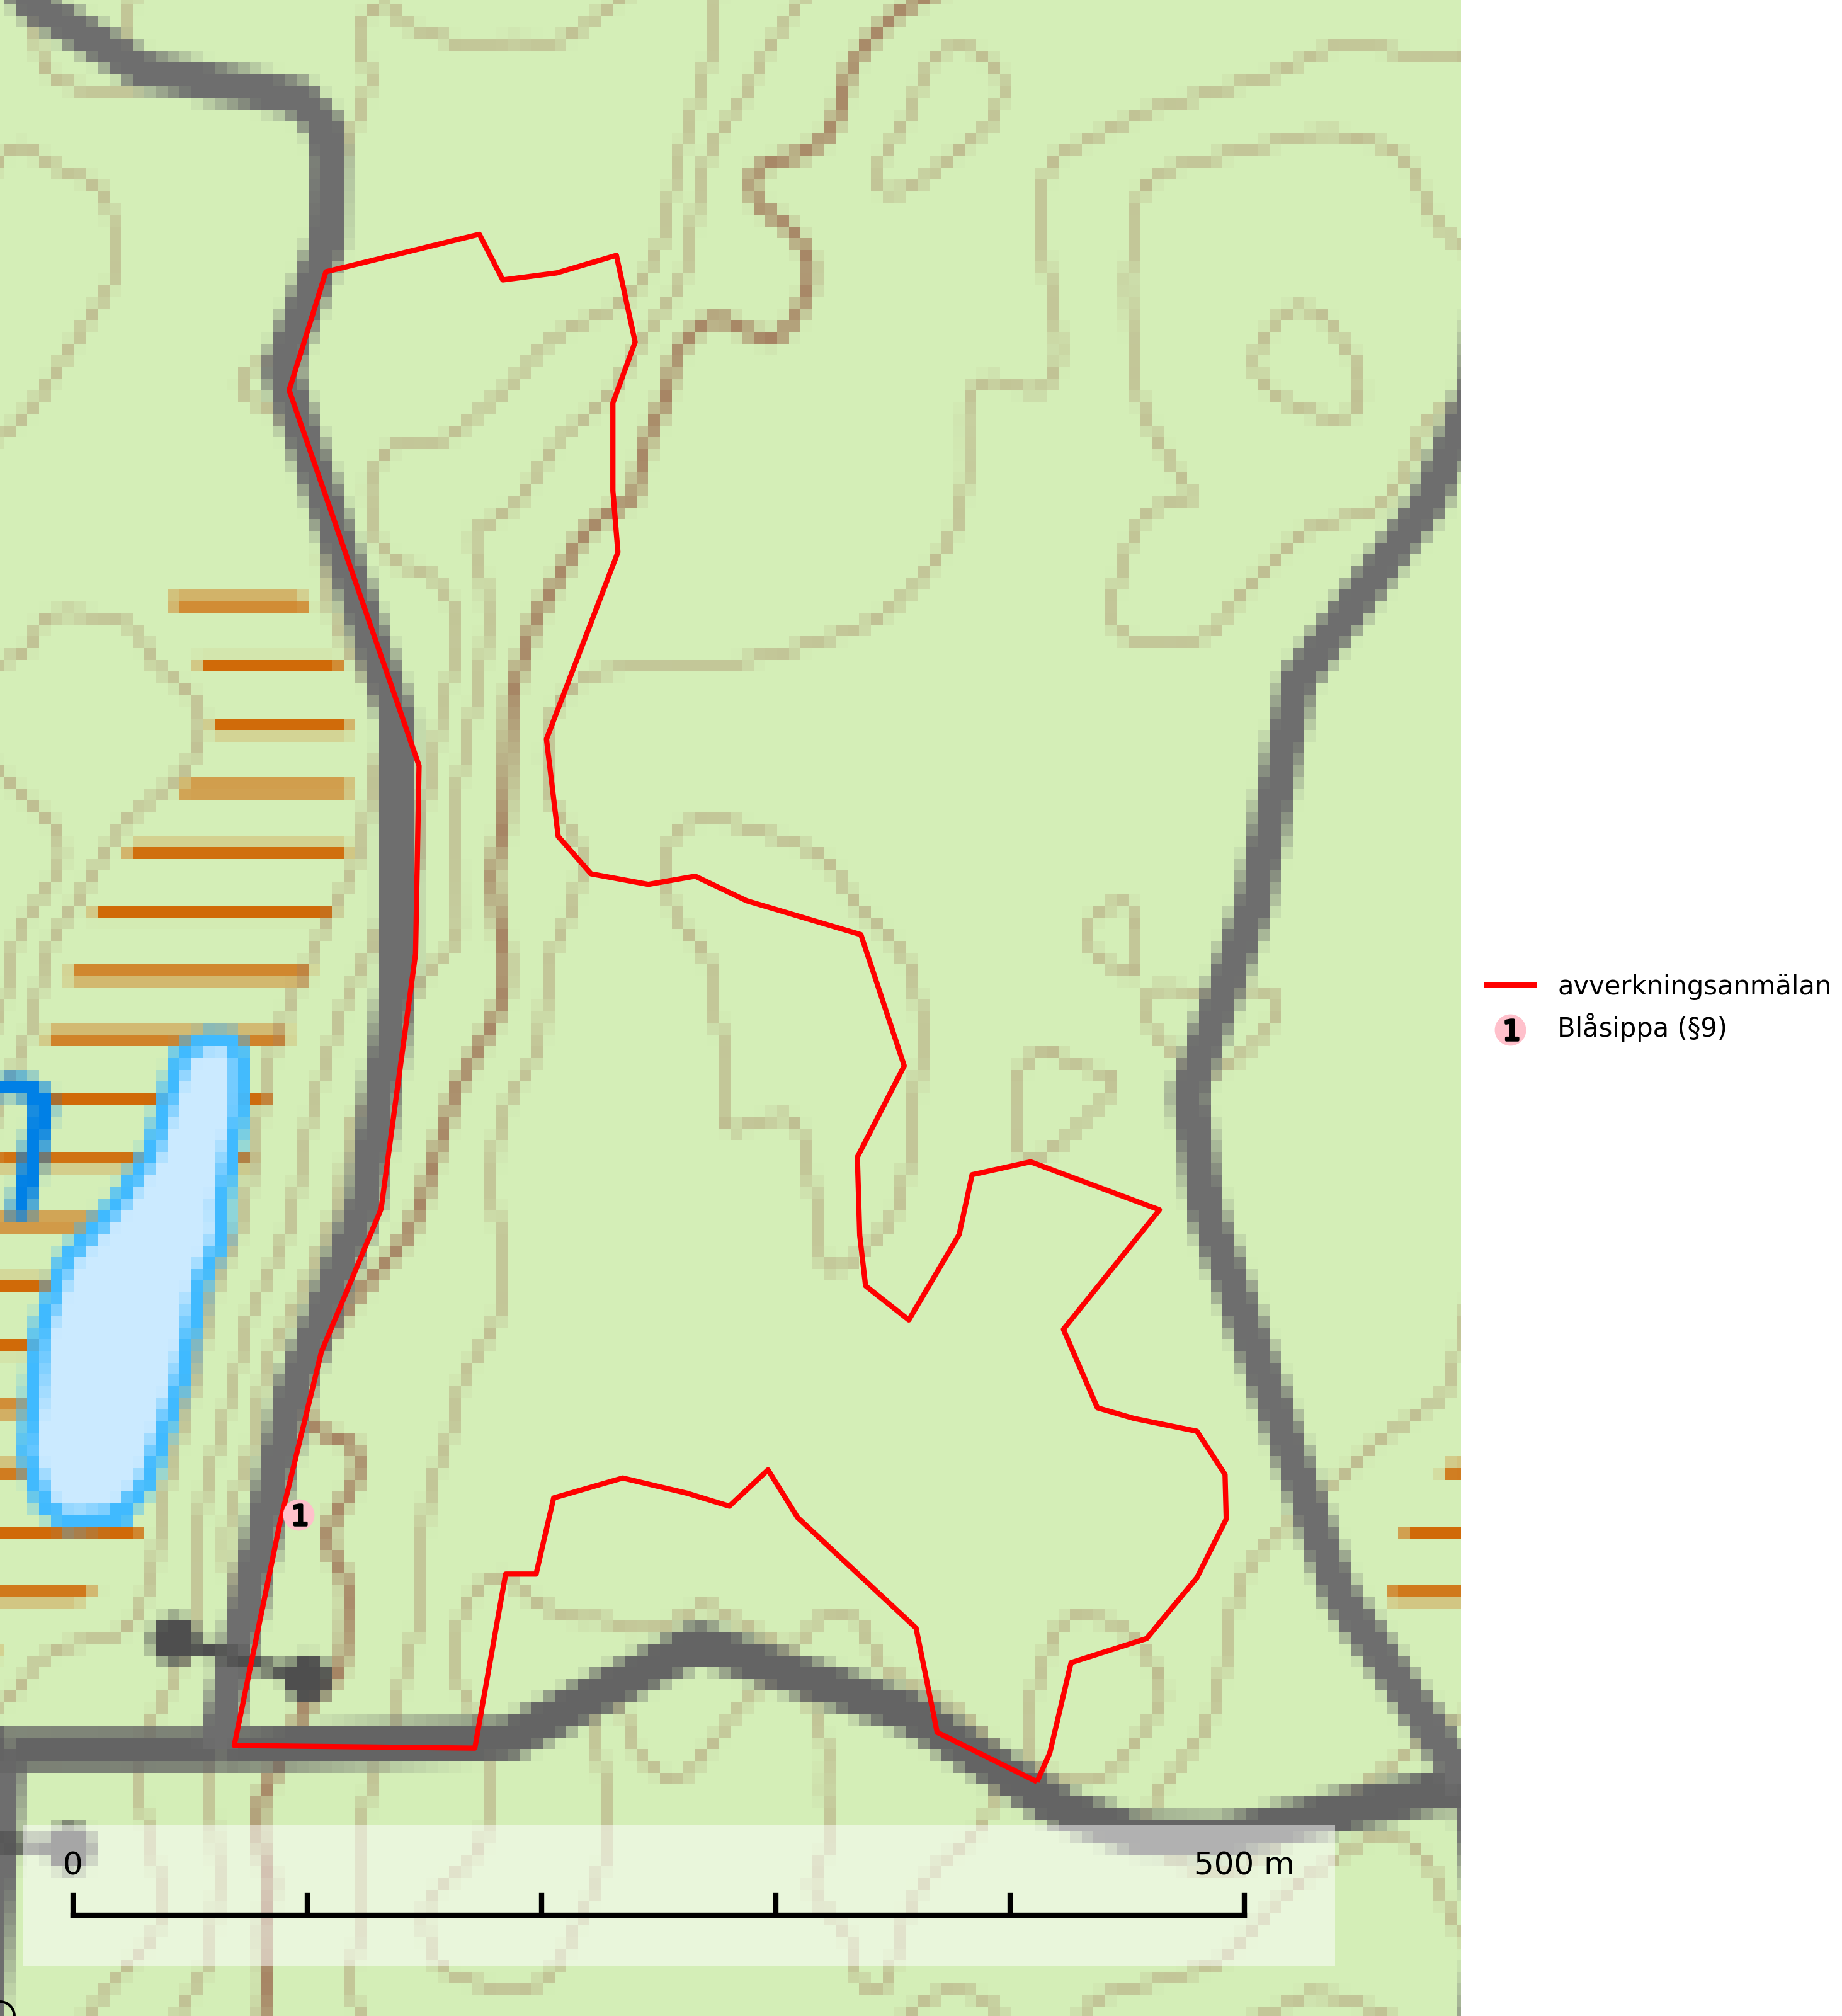 avverkningsanmälan
1 Blåsippa (§9)
1
0 500 m